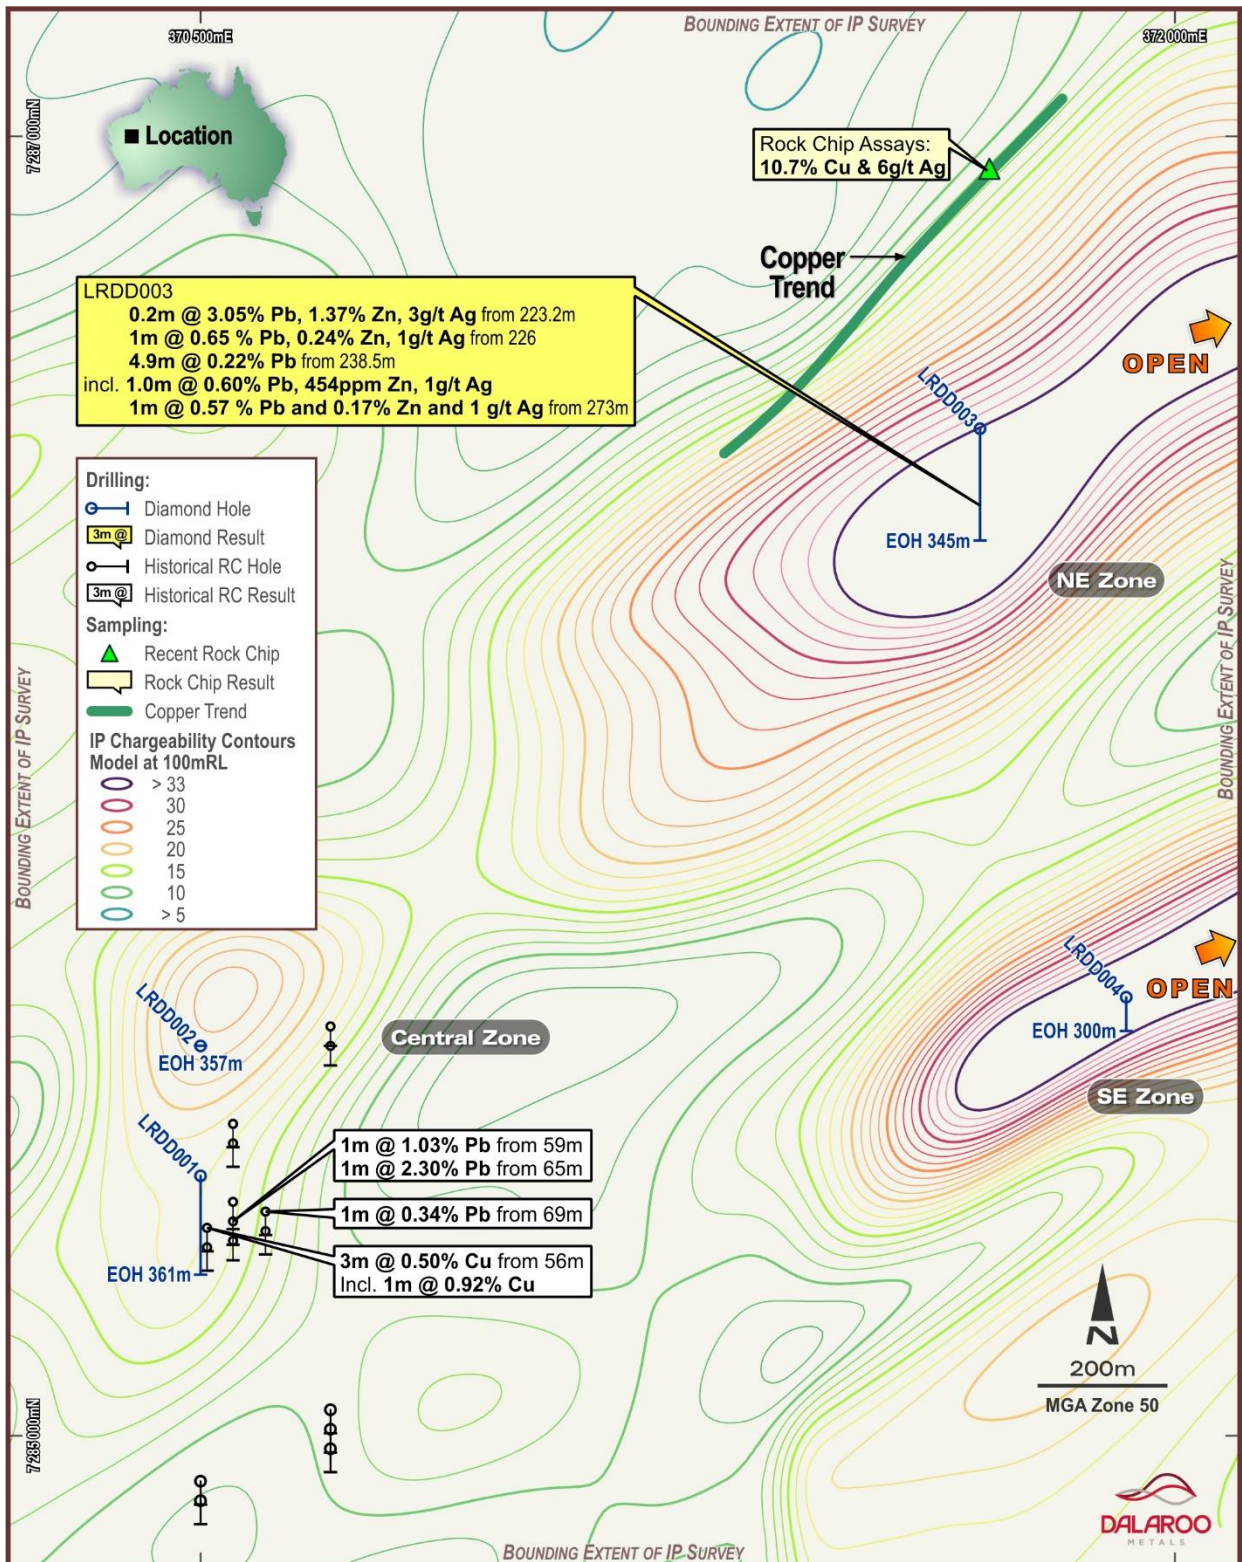 BOUNDING EXTENT OF IP SURVEY
370 500mE
372 000mE
7 287 000mN
Location
Rock Chip Assays:
10.7% Cu & 6g/t Ag
Copper
Trend
LRDD003
0.2m @ 3.05% Pb, 1.37% Zn, 3g/t Ag from 223.2m
1m @ 0.65 % Pb, 0.24% Zn, 1g/t Ag from 226
4.9m @ 0.22% Pb from 238.5m
incl. 1.0m @ 0.60% Pb, 454ppm Zn, 1g/t Ag
1m @ 0.57 % Pb and 0.17% Zn and 1 g/t Ag from 273m
OPEN
LRDD003
EOH 345m
NE Zone
Drilling:
Diamond Hole
3m @ Diamond Result
Historical RC Hole
3m @ Historical RC Result
Sampling:
Recent Rock Chip
Rock Chip Result
Copper Trend
IP Chargeability Contours
Model at 100mRL
> 33
30
25
20
15
10
> 5
BOUNDING EXTENT OF IP SURVEY
BOUNDING EXTENT OF IP SURVEY
LRDD004
OPEN
EOH 300m
SE Zone
LRDD002
EOH 357m
Central Zone
LRDD001
EOH 361m
1m @ 1.03% Pb from 59m
1m @ 2.30% Pb from 65m
1m @ 0.34% Pb from 69m
3m @ 0.50% Cu from 56m
Incl. 1m @ 0.92% Cu
N
200m
MGA Zone 50
7 285 000mN
DALAROO
METALS
BOUNDING EXTENT OF IP SURVEY